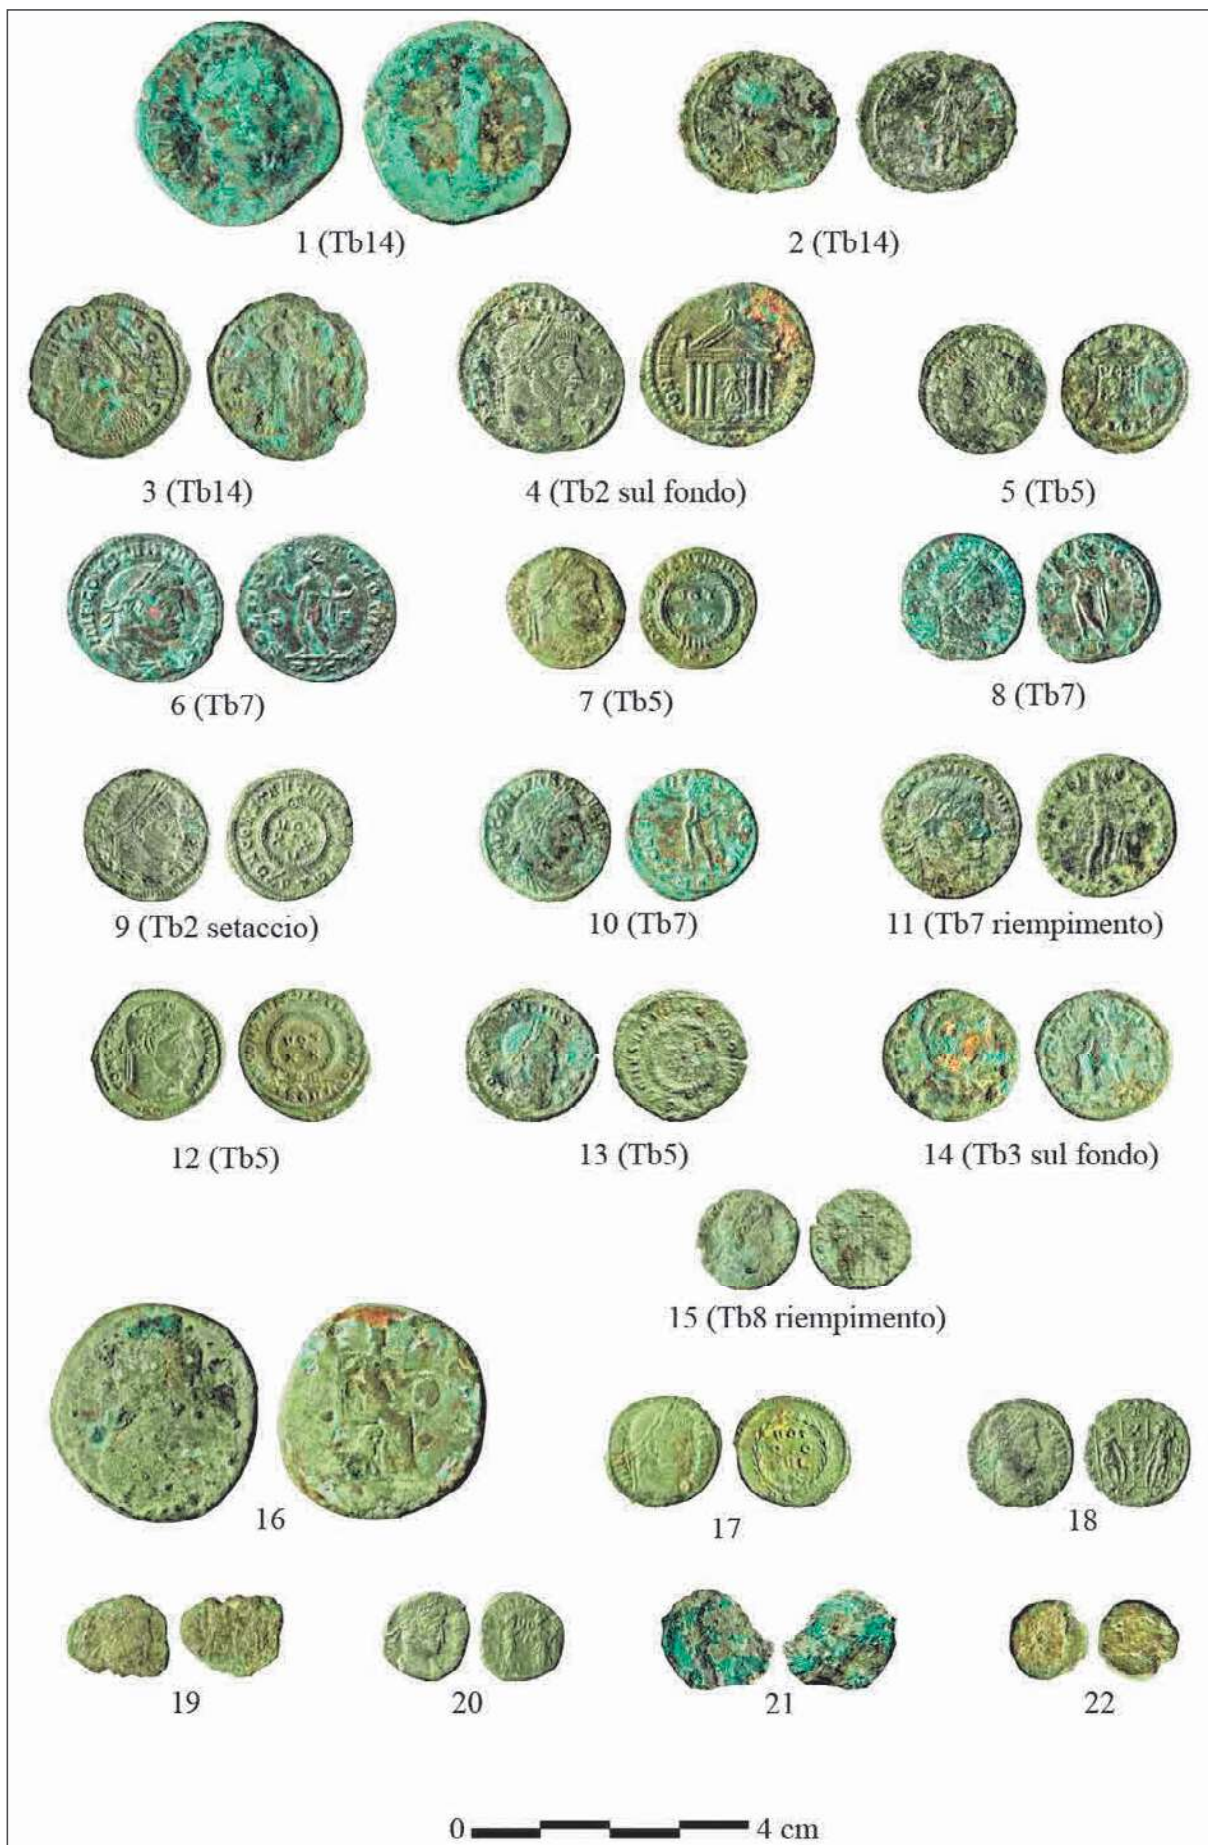 1 (Tb14)
2 (Tb14)
3 (Tb14)
4 (Tb2 sul fondo)
5 (Tb5)
6 (Tb7)
7 (Tb5)
8 (Tb7)
9 (Tb2 setaccio)
10 (Tb7)
11 (Tb7 riempimento)
12 (Tb5)
13 (Tb5)
14 (Tb3 sul fondo)
15 (Tb8 riempimento)
16
17
18
19
20
21
22
0 4 cm